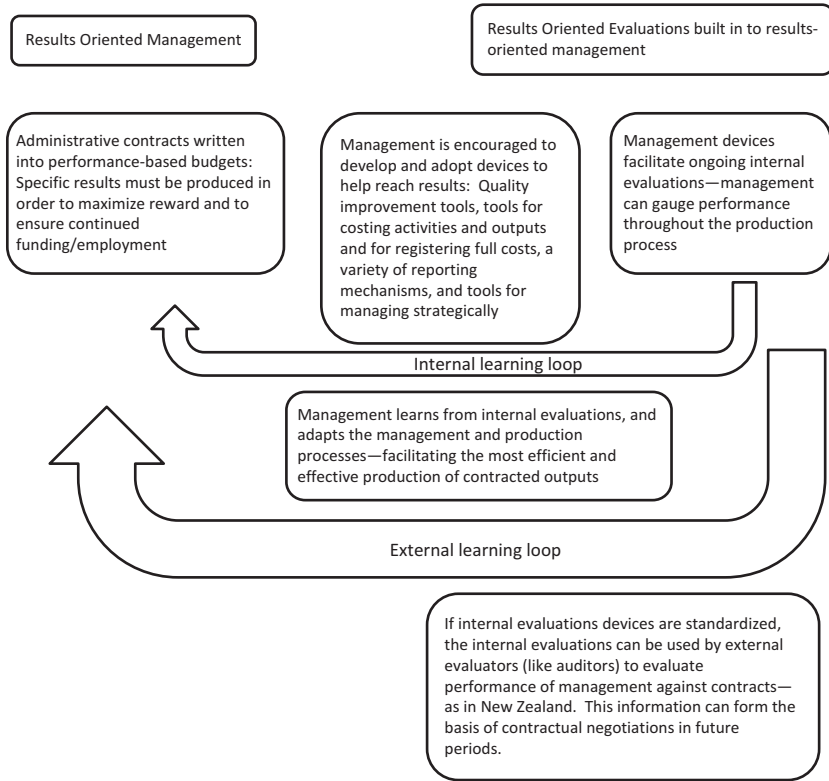 Results Oriented Management
Results Oriented Evaluations built in to results-
oriented management
Administrative contracts written
into performance-based budgets:
Specific results must be produced in
order to maximize reward and to
ensure continued
funding/employment
Management is encouraged to
develop and adopt devices to
help reach results:  Quality
improvement tools, tools for
costing activities and outputs
and for registering full costs, a
variety of reporting
mechanisms, and tools for
managing strategically
Management devices
facilitate ongoing internal
evaluations—management
can gauge performance
throughout the production
process
Internal learning loop
Management learns from internal evaluations, and
adapts the management and production
processes—facilitating the most efficient and
effective production of contracted outputs
External learning loop
If internal evaluations devices are standardized,
the internal evaluations can be used by external
evaluators (like auditors) to evaluate
performance of management against contracts—
as in New Zealand.  This information can form the
basis of contractual negotiations in future
periods.